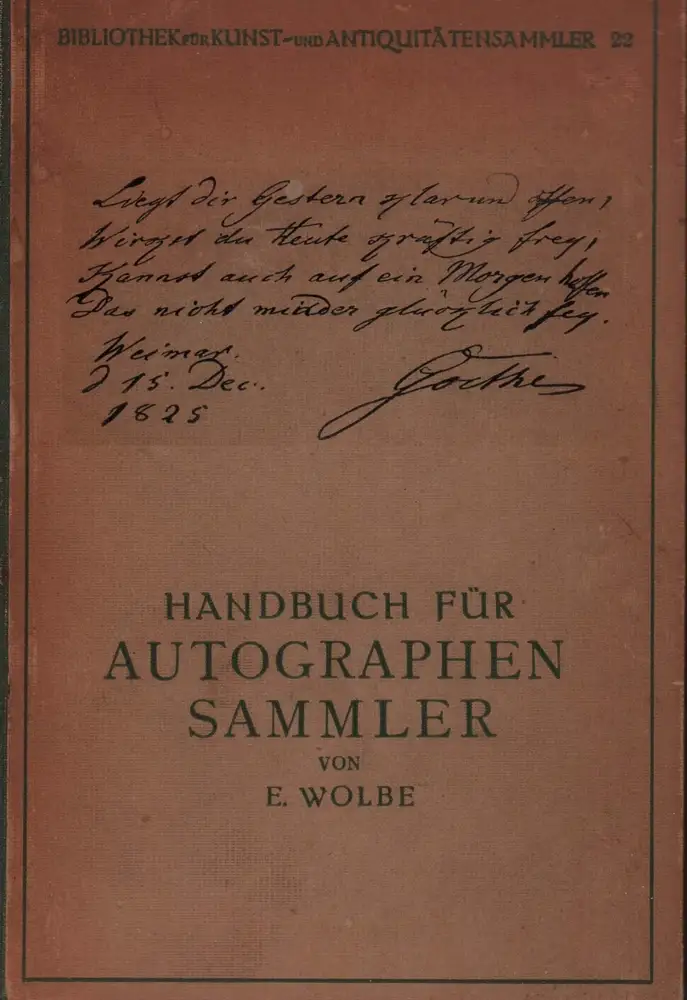 BIBLIOTHEK FÜR KUNST- UND ANTIQUITÄTENSAMMLER 22
Liegt dir Gestern klar und offen,
Wirckst du Heute kräftig frey;
Kannst auch auf ein Morgen hoffen
Das nicht minder glücklich sey.
Weimar.
d 15. Dec.
1825
Goethe
HANDBUCH FÜR
AUTOGRAPHEN
SAMMLER
VON
E. WOLBE